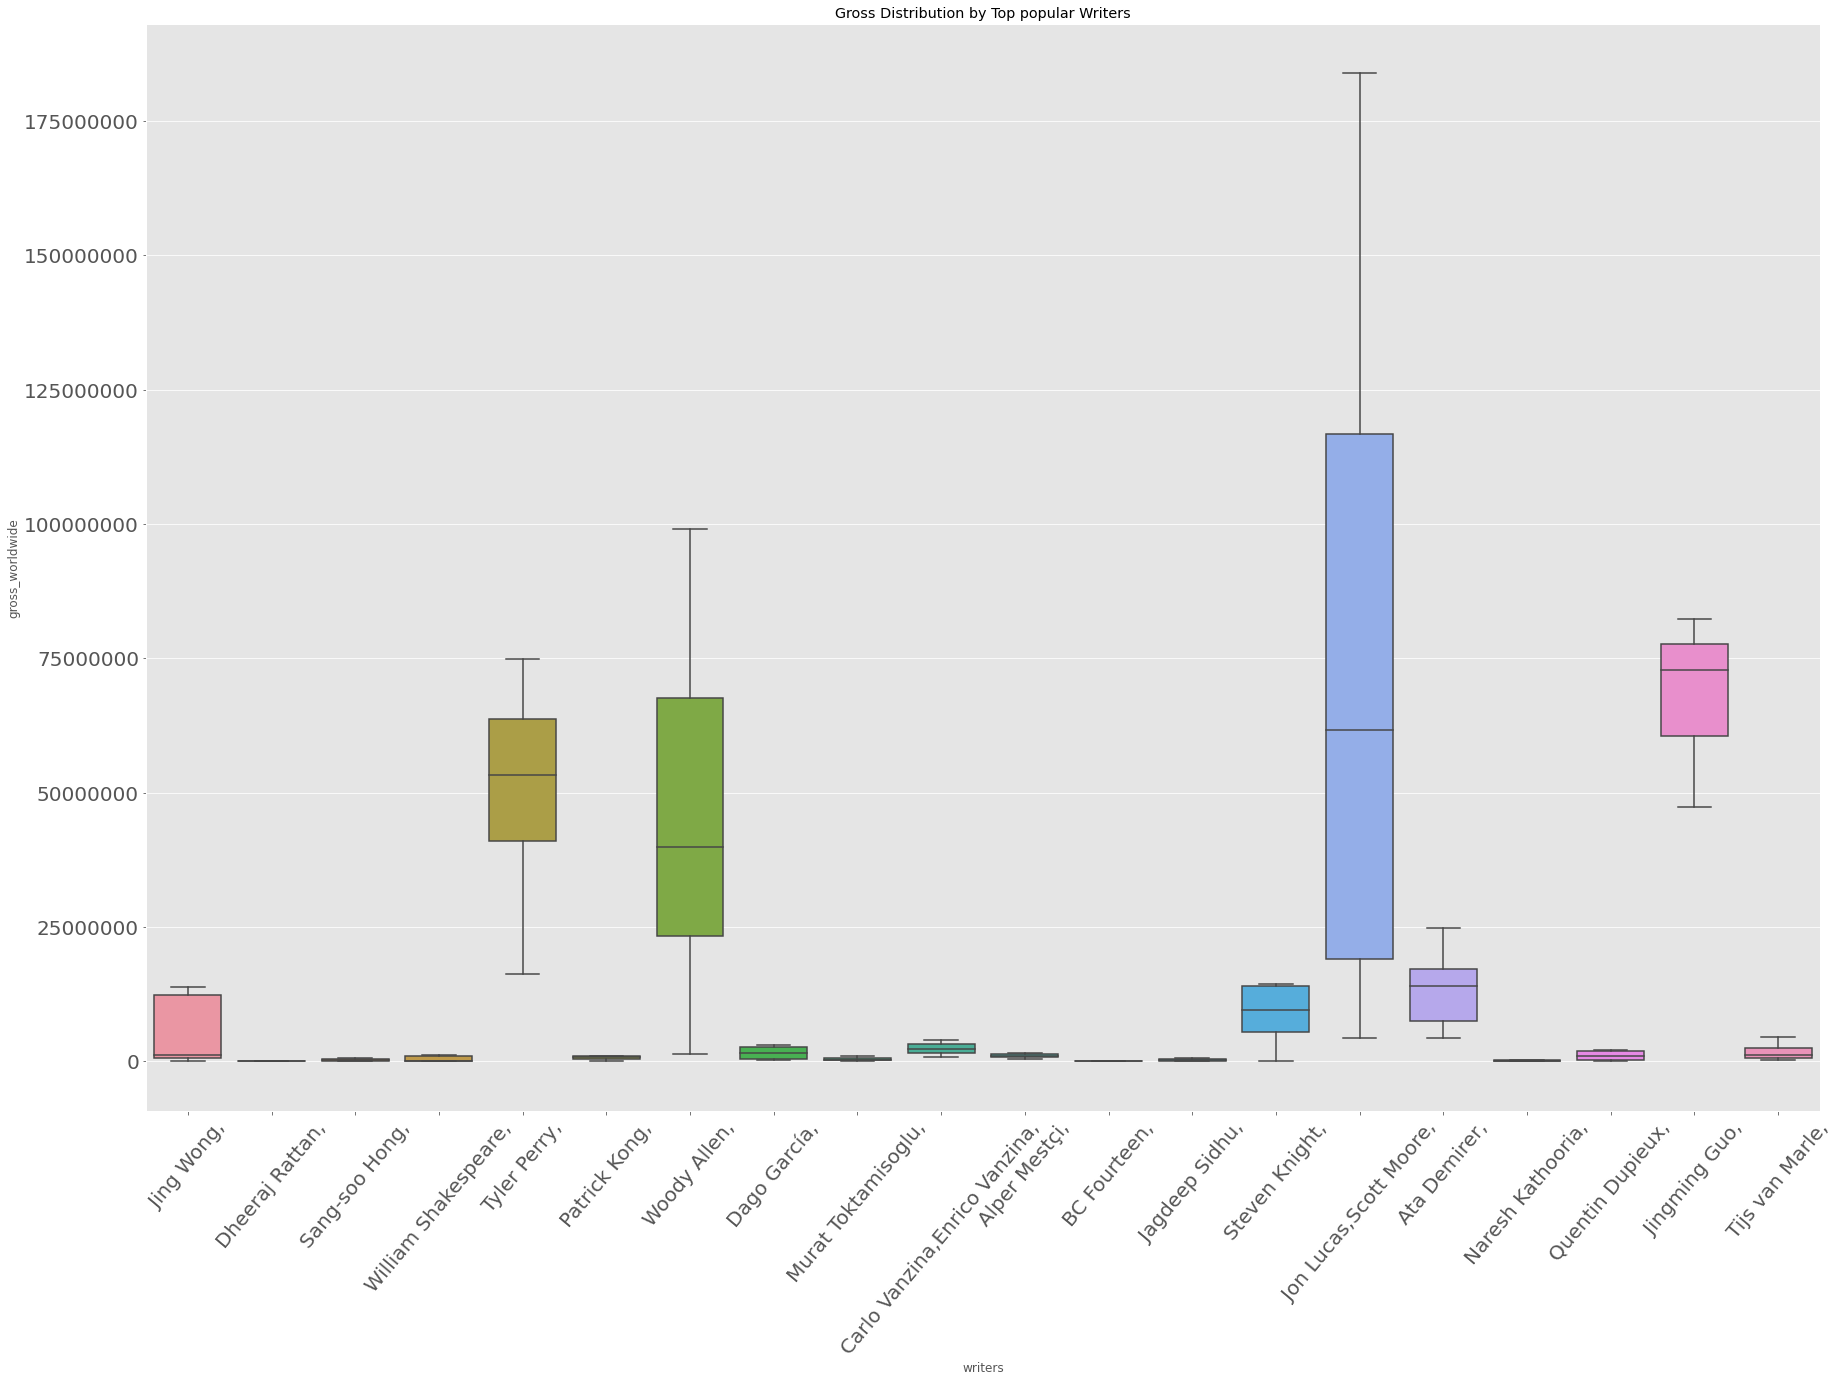 Gross Distribution by Top popular Writers
gross_worldwide
175000000
150000000
125000000
100000000
75000000
50000000
25000000
0
Jing Wong,
Dheeraj Rattan,
Sang-soo Hong,
William Shakespeare,
Tyler Perry,
Patrick Kong,
Woody Allen,
Dago García,
Murat Toktamisoglu,
Carlo Vanzina,Enrico Vanzina,
Alper Mestçi,
BC Fourteen,
Jagdeep Sidhu,
Steven Knight,
Jon Lucas,Scott Moore,
Ata Demirer,
Naresh Kathooria,
Quentin Dupieux,
Jingming Guo,
Tijs van Marle,
writers